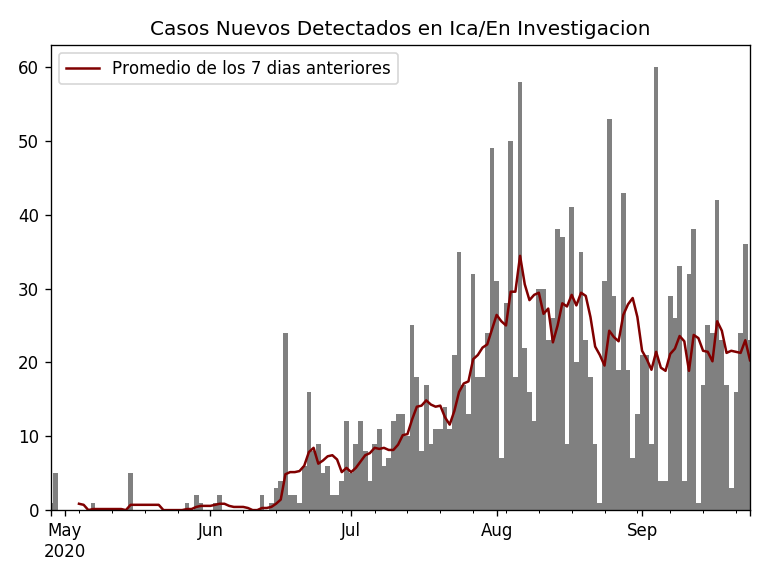 Casos Nuevos Detectados en Ica/En Investigacion
Promedio de los 7 dias anteriores
60
50
40
30
20
10
0
May Jun Jul Aug Sep
2020